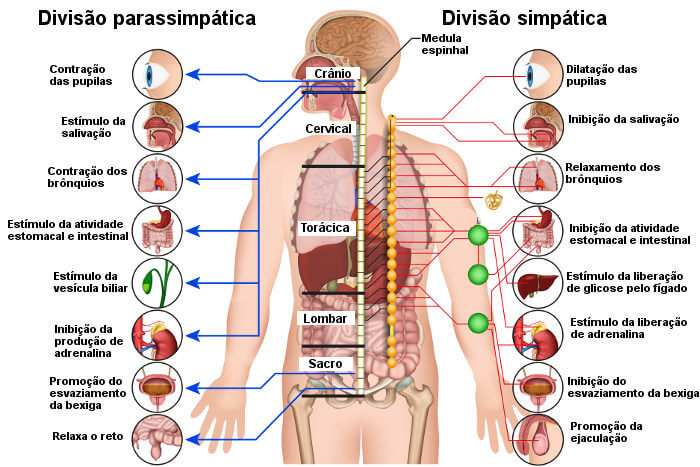 Divisão parassimpática
Divisão simpática
Medula
espinhal
Crânio
Cervical
Torácica
Lombar
Sacro
Contração
das pupilas
Estímulo da
salivação
Contração dos
brônquios
Estímulo da atividade
estomacal e intestinal
Estímulo da
vesícula biliar
Inibição da
produção de
adrenalina
Promoção do
esvaziamento
da bexiga
Relaxa o reto
Dilatação das
pupilas
Inibição da salivação
Relaxamento dos
brônquios
Inibição da atividade
estomacal e intestinal
Estímulo da liberação
de glicose pelo fígado
Estímulo da liberação
de adrenalina
Inibição do
esvaziamento da bexiga
Promoção da
ejaculação